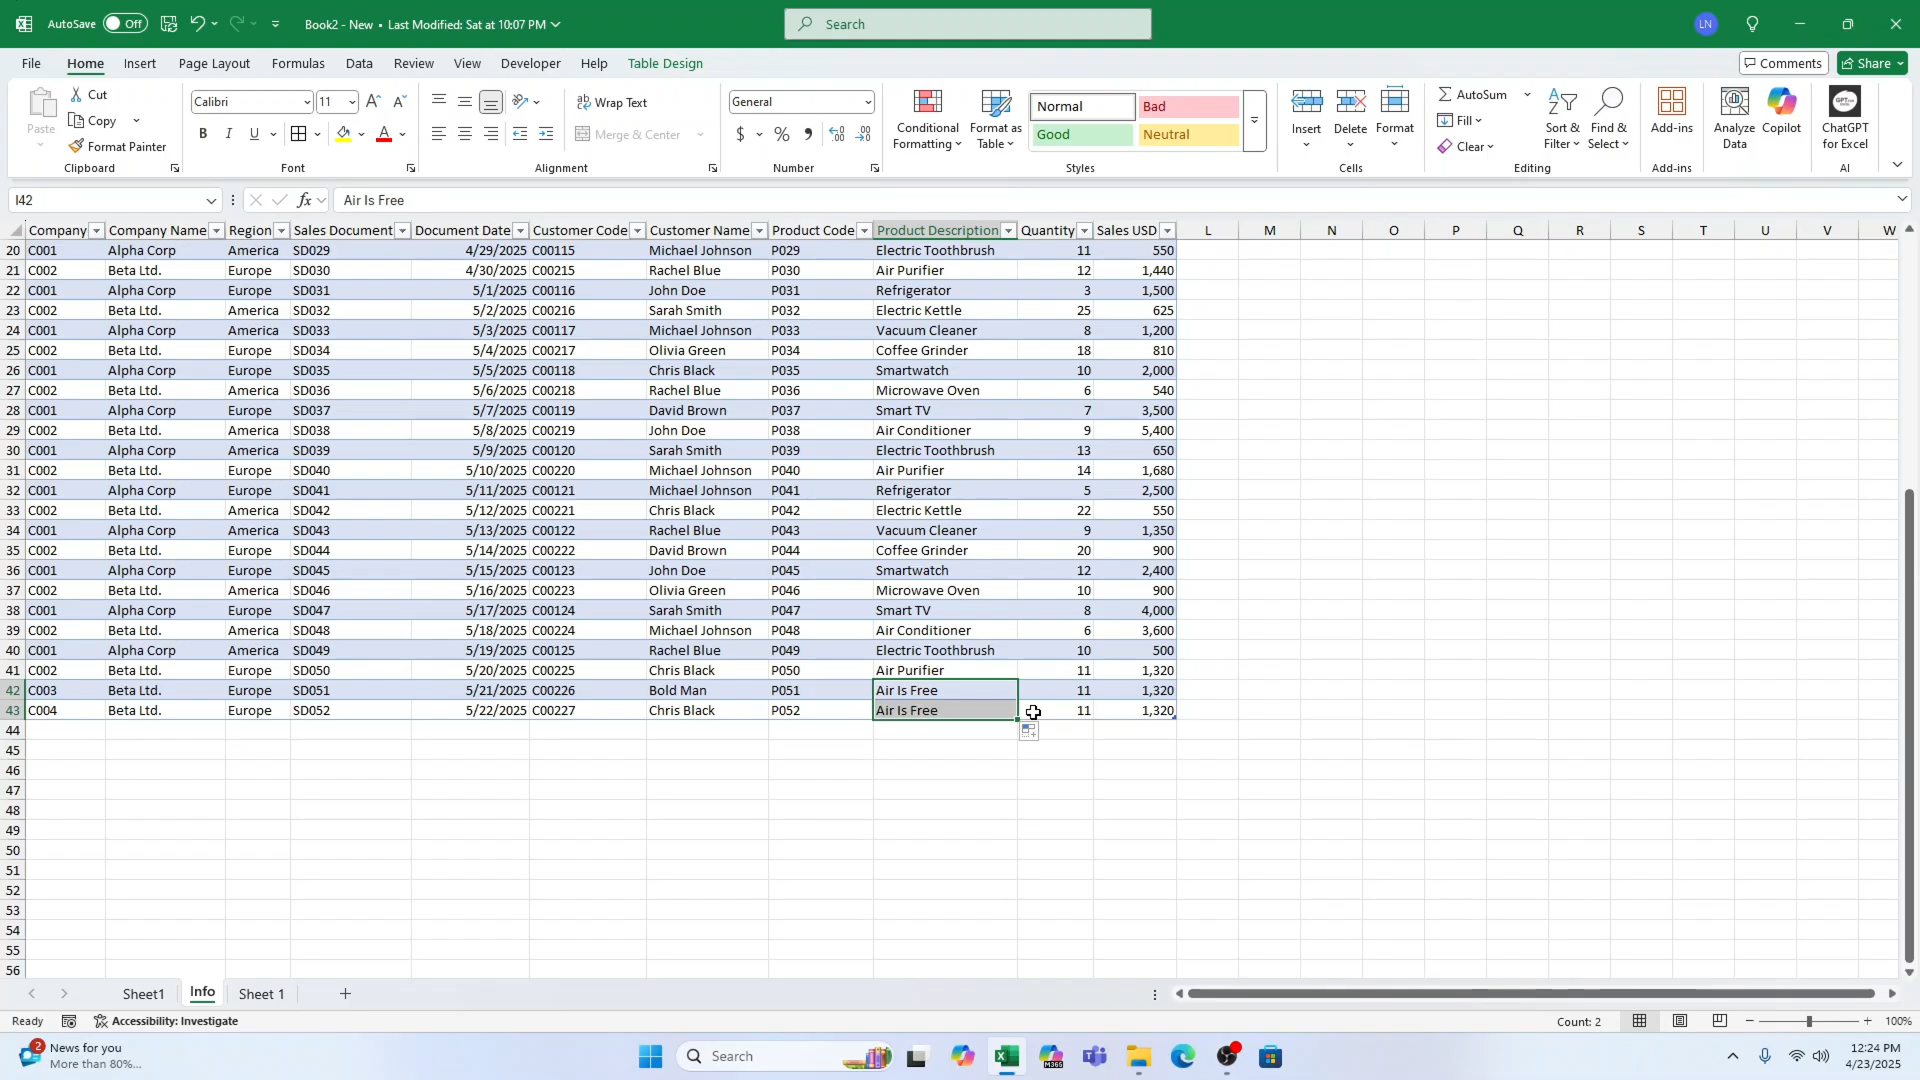 AutoSave Off Book2 - New • Last Modified: Sat at 10:07 PM Search LN
File Home Insert Page Layout Formulas Data Review View Developer Help Table Design Comments Share
Paste Cut Copy Format Painter Clipboard
Calibri 11 B I U Font
Wrap Text Merge & Center Alignment
General $ % Number
Conditional Formatting Format as Table Normal Bad Good Neutral Styles
Insert Delete Format Cells
AutoSum Fill Clear Sort & Filter Find & Select Editing
Add-ins Add-ins Analyze Data Copilot ChatGPT for Excel AI
I42 fx Air Is Free
Company Company Name Region Sales Document Document Date Customer Code Customer Name Product Code Product Description Quantity Sales USD L M N O P Q R S T U V W
20 C001 Alpha Corp America SD029 4/29/2025 C00115 Michael Johnson P029 Electric Toothbrush 11 550
21 C002 Beta Ltd. Europe SD030 4/30/2025 C00215 Rachel Blue P030 Air Purifier 12 1,440
22 C001 Alpha Corp Europe SD031 5/1/2025 C00116 John Doe P031 Refrigerator 3 1,500
23 C002 Beta Ltd. America SD032 5/2/2025 C00216 Sarah Smith P032 Electric Kettle 25 625
24 C001 Alpha Corp America SD033 5/3/2025 C00117 Michael Johnson P033 Vacuum Cleaner 8 1,200
25 C002 Beta Ltd. Europe SD034 5/4/2025 C00217 Olivia Green P034 Coffee Grinder 18 810
26 C001 Alpha Corp Europe SD035 5/5/2025 C00118 Chris Black P035 Smartwatch 10 2,000
27 C002 Beta Ltd. America SD036 5/6/2025 C00218 Rachel Blue P036 Microwave Oven 6 540
28 C001 Alpha Corp Europe SD037 5/7/2025 C00119 David Brown P037 Smart TV 7 3,500
29 C002 Beta Ltd. America SD038 5/8/2025 C00219 John Doe P038 Air Conditioner 9 5,400
30 C001 Alpha Corp America SD039 5/9/2025 C00120 Sarah Smith P039 Electric Toothbrush 13 650
31 C002 Beta Ltd. Europe SD040 5/10/2025 C00220 Michael Johnson P040 Air Purifier 14 1,680
32 C001 Alpha Corp Europe SD041 5/11/2025 C00121 Michael Johnson P041 Refrigerator 5 2,500
33 C002 Beta Ltd. America SD042 5/12/2025 C00221 Chris Black P042 Electric Kettle 22 550
34 C001 Alpha Corp America SD043 5/13/2025 C00122 Rachel Blue P043 Vacuum Cleaner 9 1,350
35 C002 Beta Ltd. Europe SD044 5/14/2025 C00222 David Brown P044 Coffee Grinder 20 900
36 C001 Alpha Corp Europe SD045 5/15/2025 C00123 John Doe P045 Smartwatch 12 2,400
37 C002 Beta Ltd. America SD046 5/16/2025 C00223 Olivia Green P046 Microwave Oven 10 900
38 C001 Alpha Corp Europe SD047 5/17/2025 C00124 Sarah Smith P047 Smart TV 8 4,000
39 C002 Beta Ltd. America SD048 5/18/2025 C00224 Michael Johnson P048 Air Conditioner 6 3,600
40 C001 Alpha Corp America SD049 5/19/2025 C00125 Rachel Blue P049 Electric Toothbrush 10 500
41 C002 Beta Ltd. Europe SD050 5/20/2025 C00225 Chris Black P050 Air Purifier 11 1,320
42 C003 Beta Ltd. Europe SD051 5/21/2025 C00226 Bold Man P051 Air Is Free 11 1,320
43 C004 Beta Ltd. Europe SD052 5/22/2025 C00227 Chris Black P052 Air Is Free 11 1,320
44
45
46
47
48
49
50
51
52
53
54
55
56
Sheet1 Info Sheet 1
Ready Accessibility: Investigate Count: 2 100%
2 News for you
More than 80%...
Search
M365
12:24 PM
4/23/2025